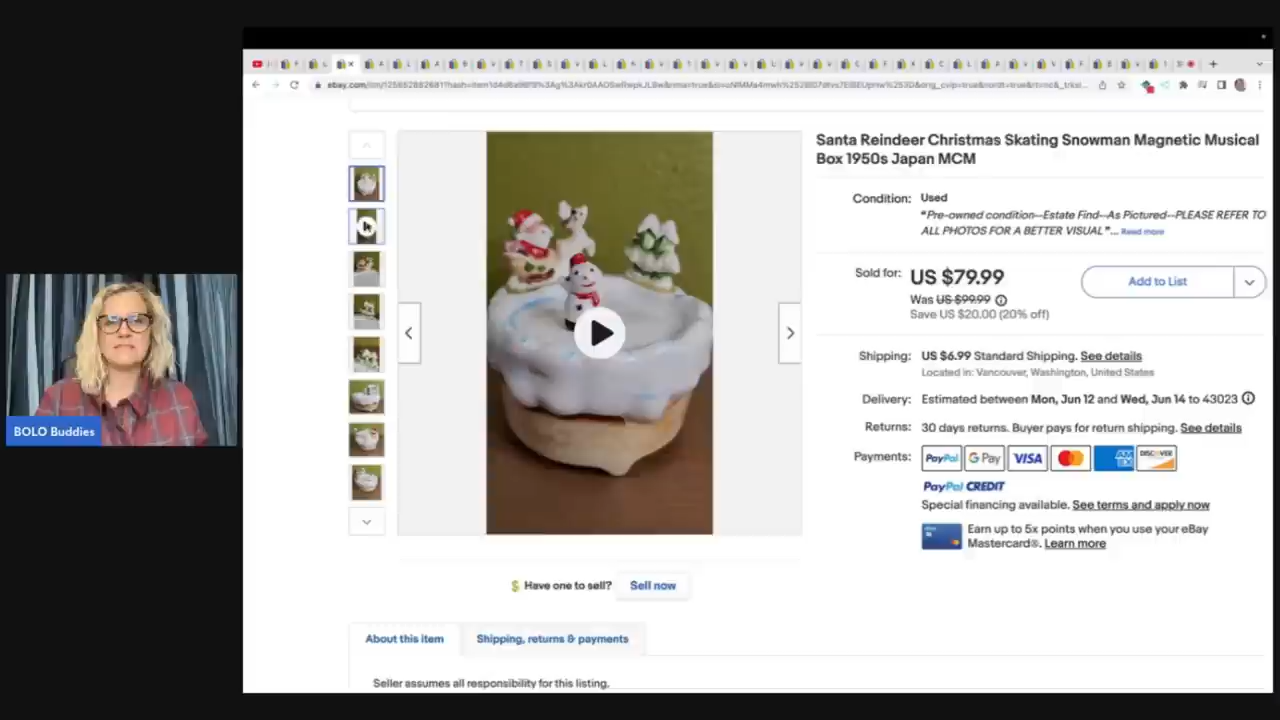 Santa Reindeer Christmas Skating Snowman Magnetic Musical
Box 1950s Japan MCM
Condition: Used
"Pre-owned condition--Estate Find--As Pictured--PLEASE REFER TO
ALL PHOTOS FOR A BETTER VISUAL"... Read more
Sold for: US $79.99
Add to List
Was US $99.99
Save US $20.00 (20% off)
Shipping: US $6.99 Standard Shipping. See details
Located in: Vancouver, Washington, United States
Delivery: Estimated between Mon, Jun 12 and Wed, Jun 14 to 43023
Returns: 30 days returns. Buyer pays for return shipping. See details
Payments: PayPal G Pay VISA DISCOVER
PayPal CREDIT
Special financing available. See terms and apply now
Earn up to 5x points when you use your eBay
Mastercard®. Learn more
BOLO Buddies
Have one to sell? Sell now
About this item
Shipping, returns & payments
Seller assumes all responsibility for this listing.